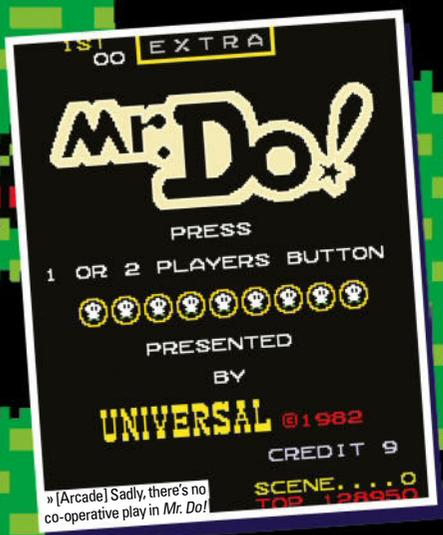 1ST
00
EXTRA
Mr. Do!
PRESS
1 OR 2 PLAYERS BUTTON
PRESENTED
BY
UNIVERSAL ©1982
CREDIT 9
SCENE....0
TOP 128950
» [Arcade] Sadly, there's no
co-operative play in Mr. Do!